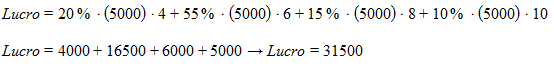 Lucro = 20 % · (5000) · 4 + 55 % · (5000) · 6 + 15 % · (5000) · 8 + 10 % · (5000) · 10
Lucro = 4000 + 16500 + 6000 + 5000 → Lucro = 31500